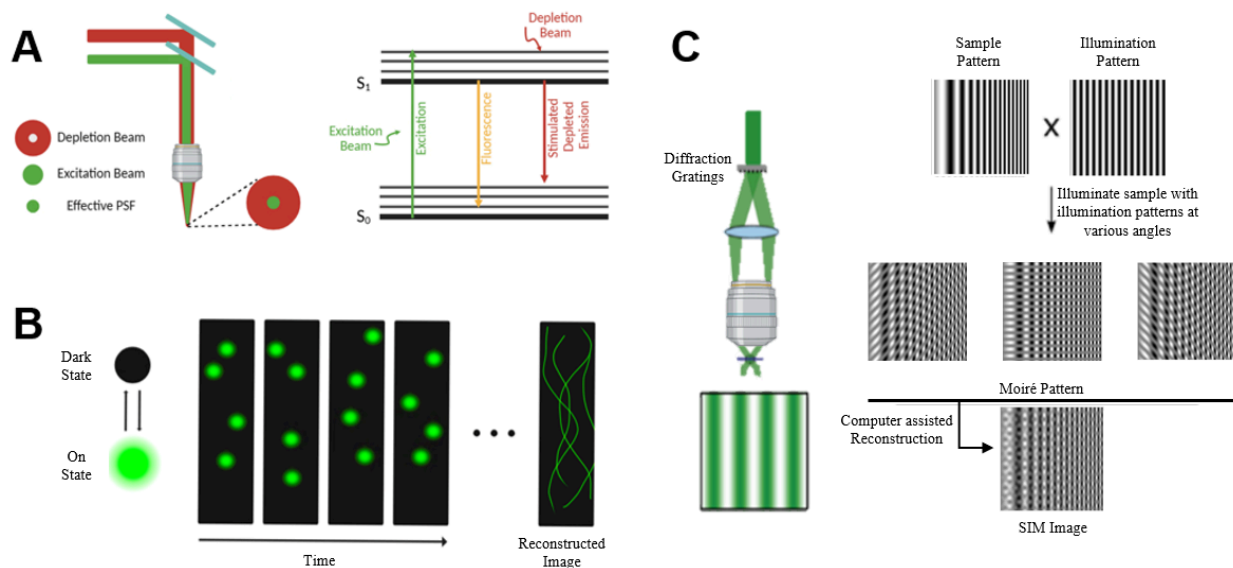 A
Depletion Beam
Excitation Beam
Effective PSF
Depletion
Beam
S1
Excitation
Beam
Excitation
Fluorescence
Stimulated
Depleted
Emission
S0
B
Dark
State
On
State
Time
Reconstructed
Image
C
Sample
Pattern
Illumination
Pattern
X
Diffraction
Gratings
Illuminate sample with
illumination patterns at
various angles
Moiré Pattern
Computer assisted
Reconstruction
SIM Image